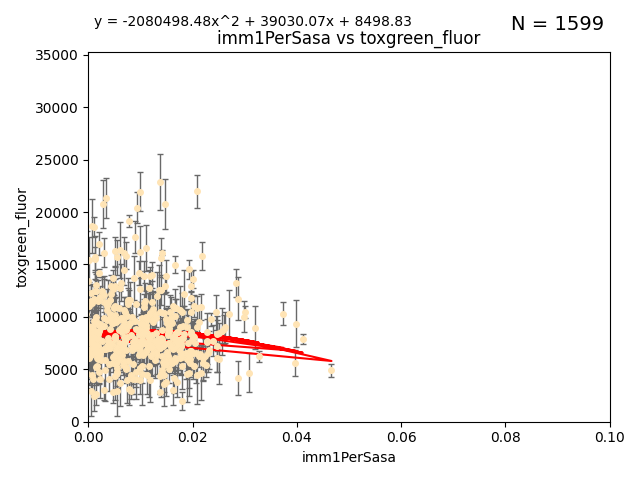 y = -2080498.48x^2 + 39030.07x + 8498.83
N = 1599
imm1PerSasa vs toxgreen_fluor
toxgreen_fluor
35000
30000
25000
20000
15000
10000
5000
0
0.00 0.02 0.04 0.06 0.08 0.10
imm1PerSasa